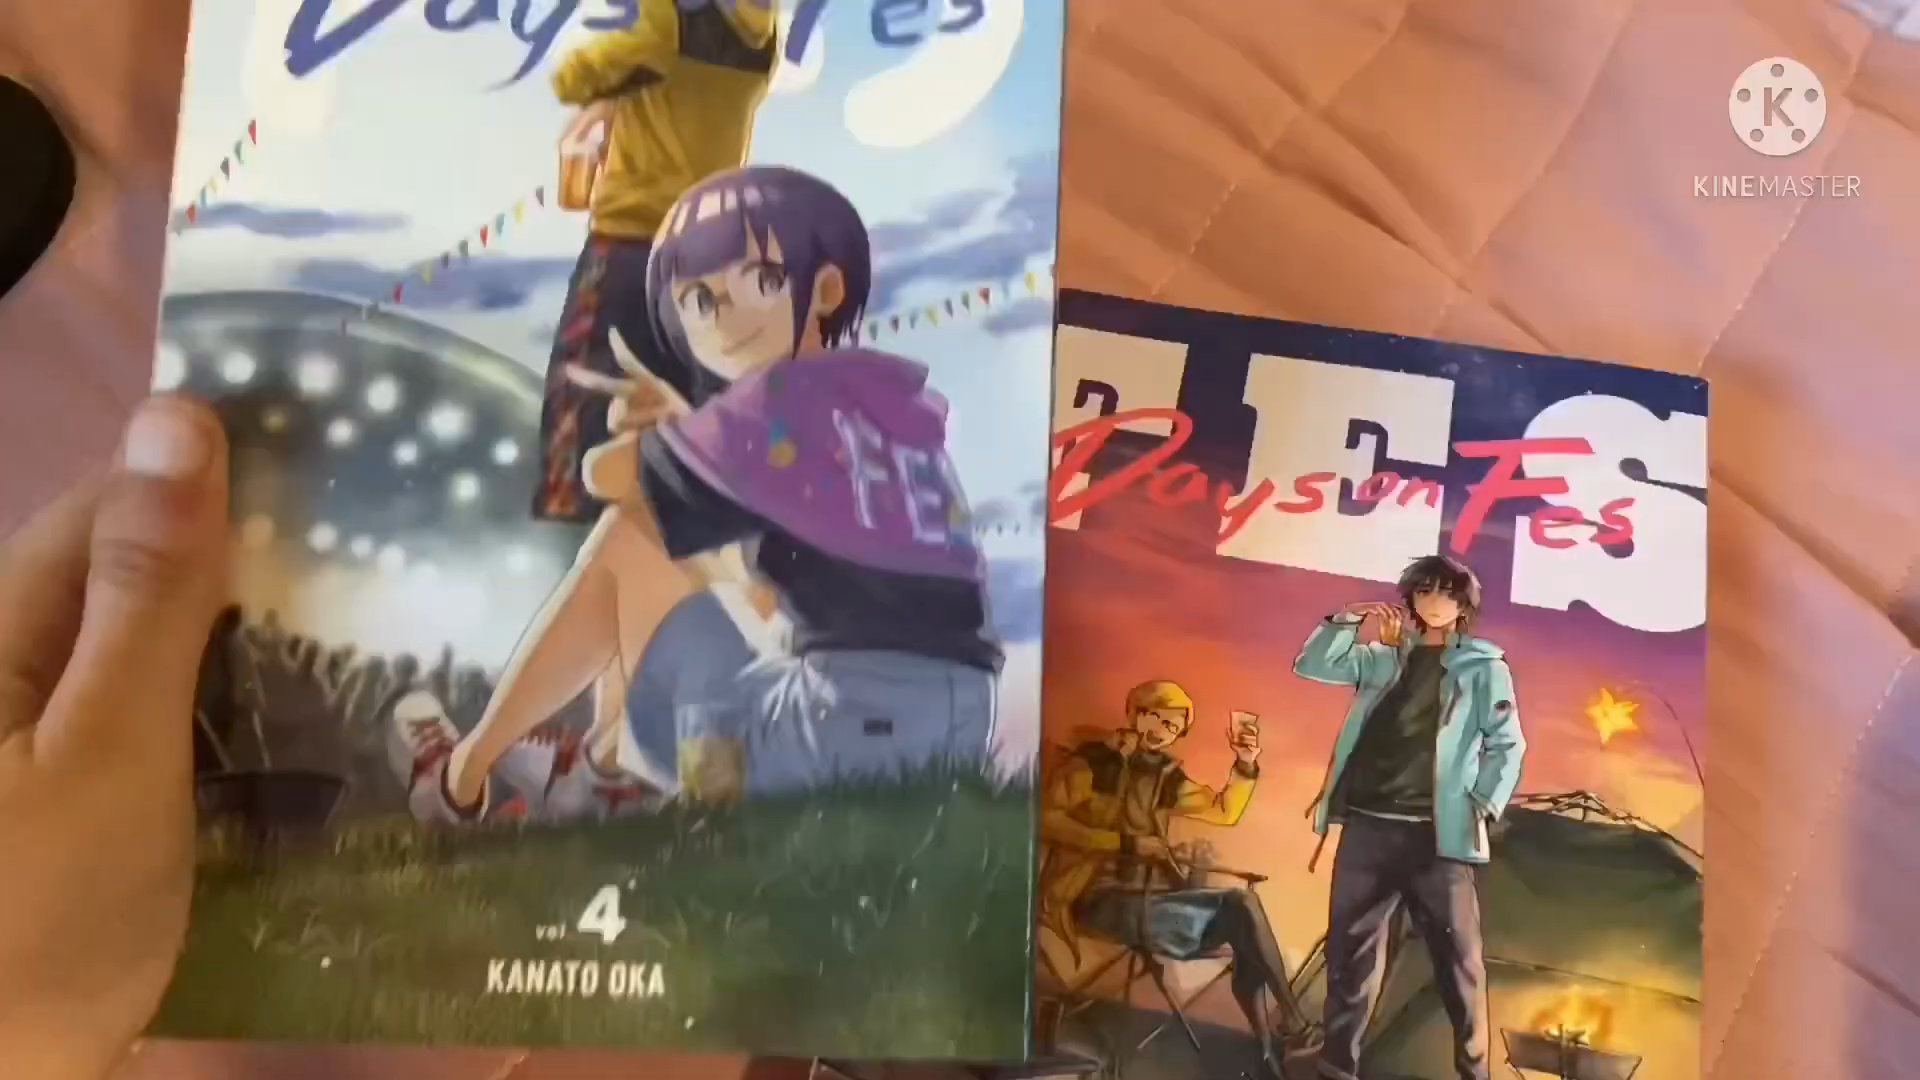 Days on Fes
FES
vol. 4
KANATO OKA
FES
Days on Fes
K
KINEMASTER